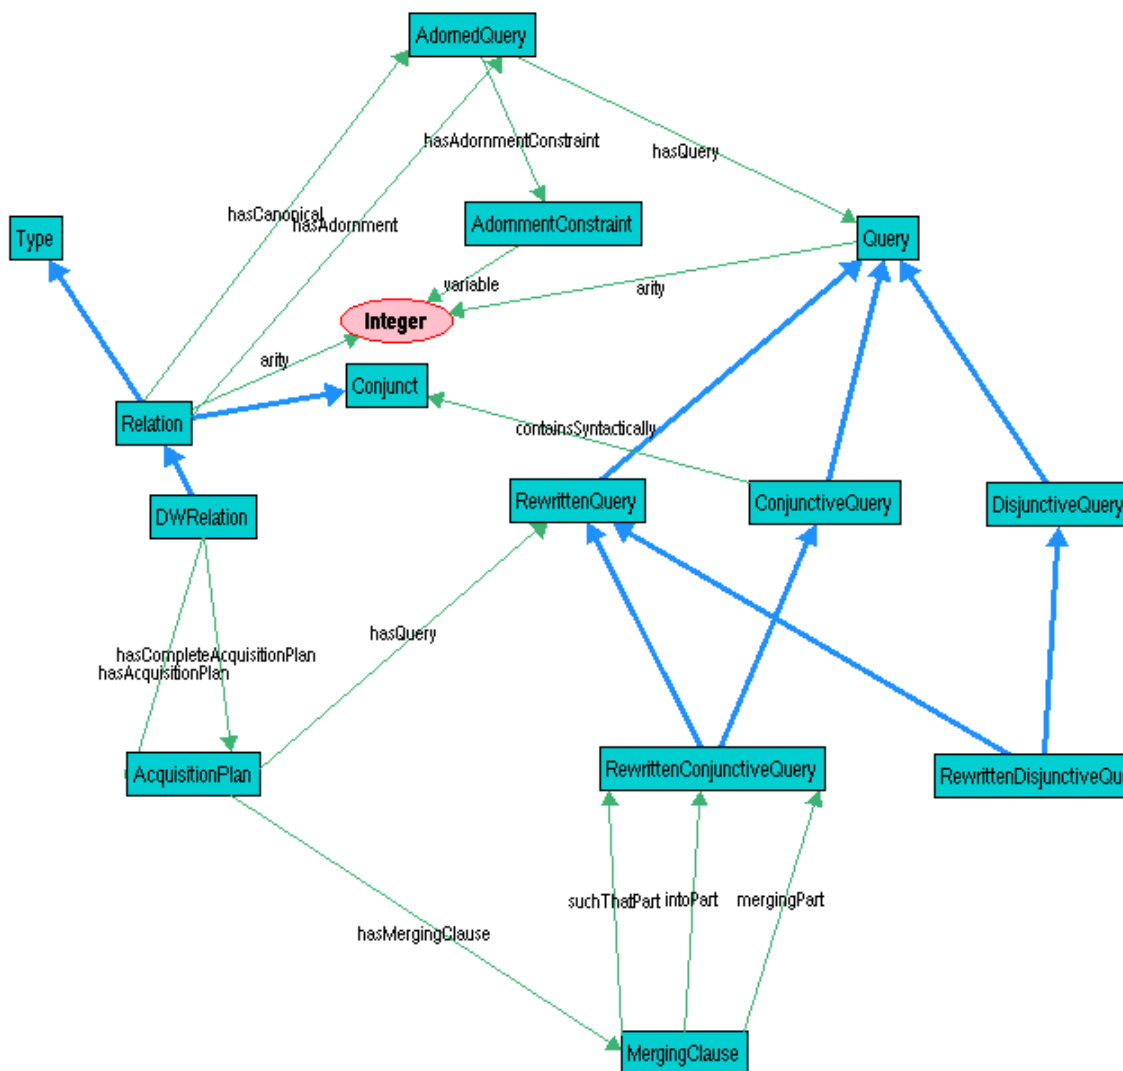 AdornedQuery
hasAdornmentConstraint
hasQuery
hasCanonical
hasAdornment
AdornmentConstraint
Type
Query
variable
arity
Integer
arity
Conjunct
Relation
containsSyntactically
RewrittenQuery
ConjunctiveQuery
DisjunctiveQuery
DWRelation
hasQuery
hasCompleteAcquisitionPlan
hasAcquisitionPlan
AcquisitionPlan
RewrittenConjunctiveQuery
RewrittenDisjunctiveQu
suchThatPart
intoPart
mergingPart
hasMergingClause
MergingClause